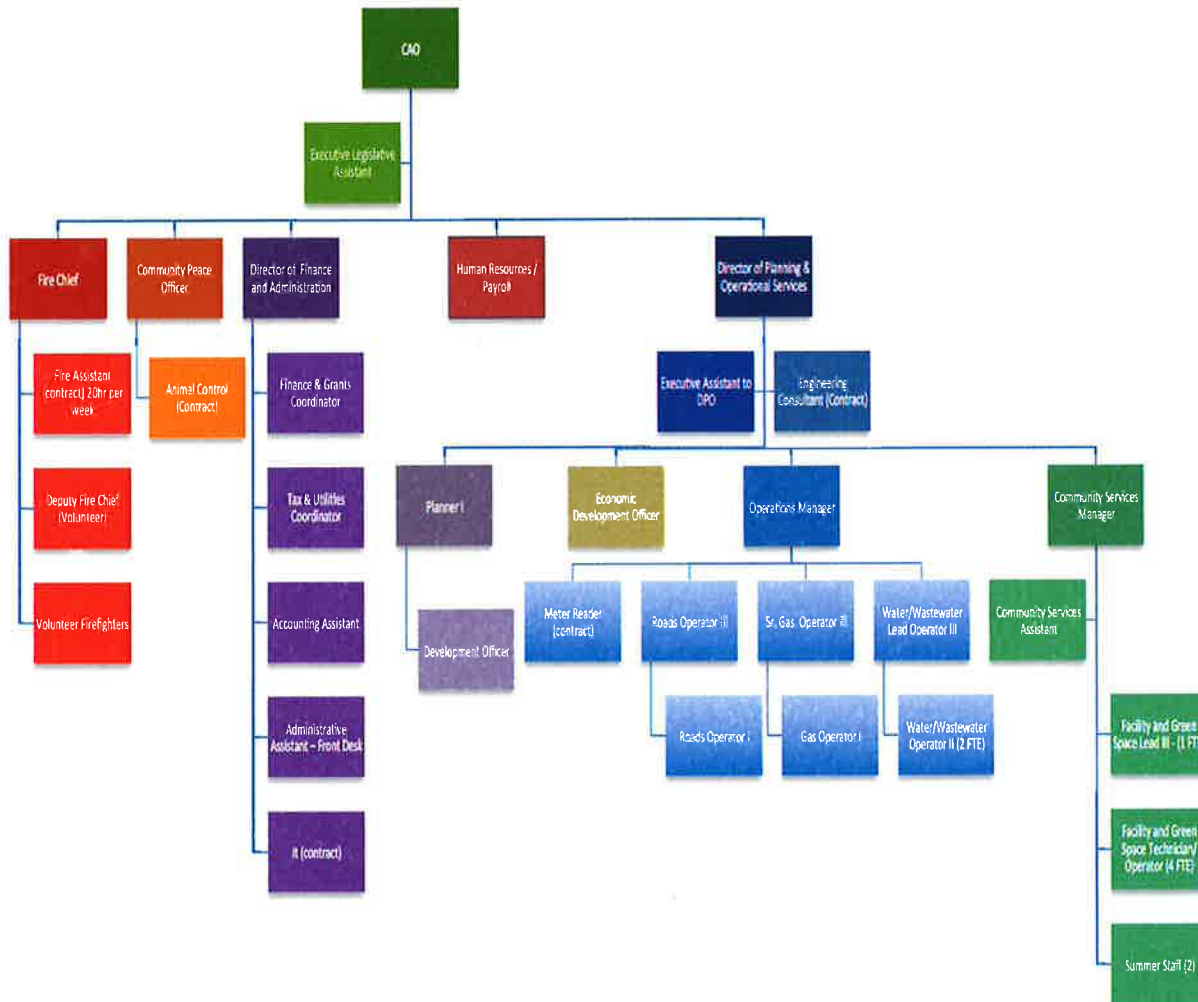 CAO
Executive Legislative
Assistant
Fire Chief
Community Peace
Officer
Director of Finance
and Administration
Human Resources /
Payroll
Director of Planning &
Operational Services
Fire Assistant
(contract) 20hr per
week
Animal Control
(Contract)
Finance & Grants
Coordinator
Executive Assistant to
DPO
Engineering
Consultant (Contract)
Deputy Fire Chief
(Volunteer)
Tax & Utilities
Coordinator
Planner I
Economic
Development Officer
Operations Manager
Community Services
Manager
Volunteer Firefighters
Accounting Assistant
Development Officer
Meter Reader
(contract)
Roads Operator
Sr. Gas. Operator
Water/Wastewater
Lead Operator III
Community Services
Assistant
Administrative
Assistant – Front Desk
Roads Operator I
Gas Operator I
Water/Wastewater
Operator II (2 FTE)
Facility and Green
Space Lead III - (1 FT
It (contract)
Facility and Green
Space Technician/
Operator (4 FTE)
Summer Staff (2)